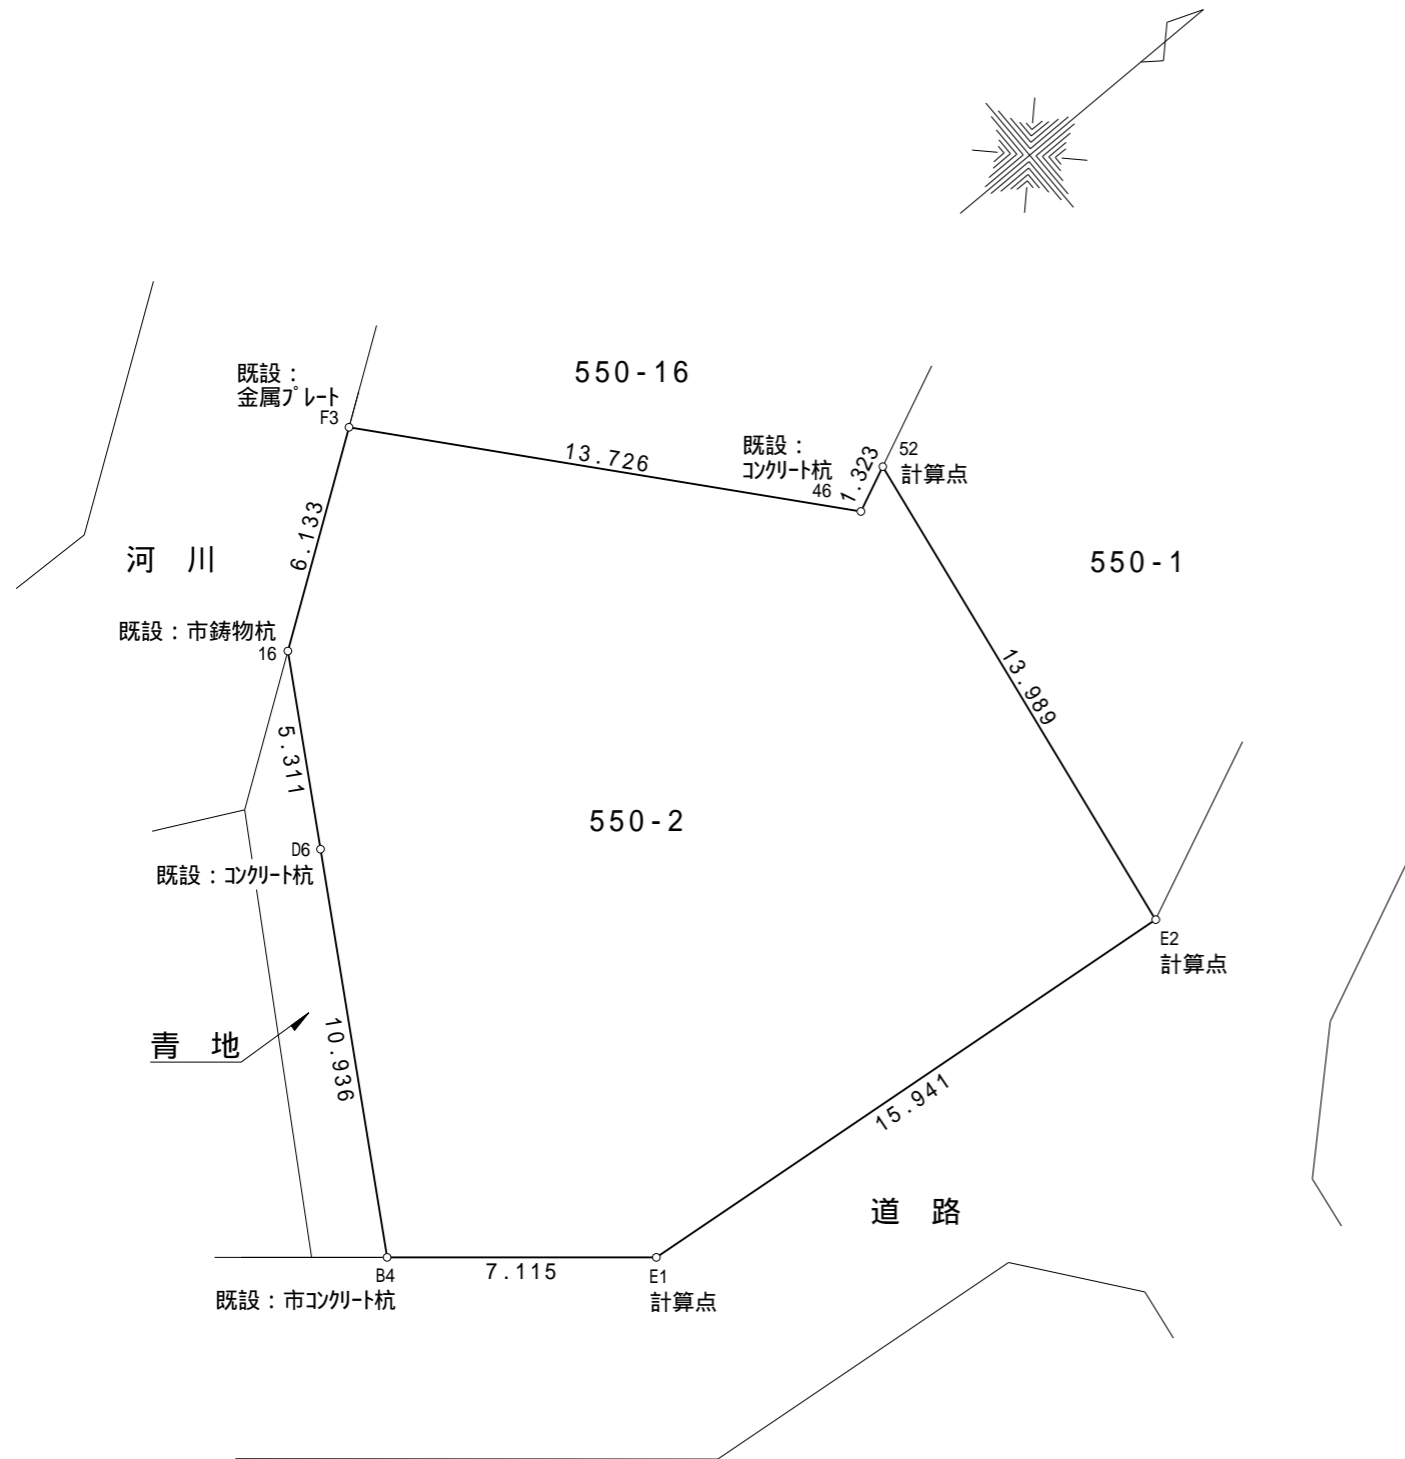 550-16
既設：
金属ﾌﾟﾚｰﾄ
F3
13.726
既設：
ｺﾝｸﾘｰﾄ杭
46
1.323
52
計算点
6.133
河 川
550-1
既設：市鋳物杭
16
13.989
5.311
550-2
D6
既設：ｺﾝｸﾘｰﾄ杭
E2
計算点
青 地
10.936
15.941
道 路
B4
7.115
E1
既設：市ｺﾝｸﾘｰﾄ杭
計算点